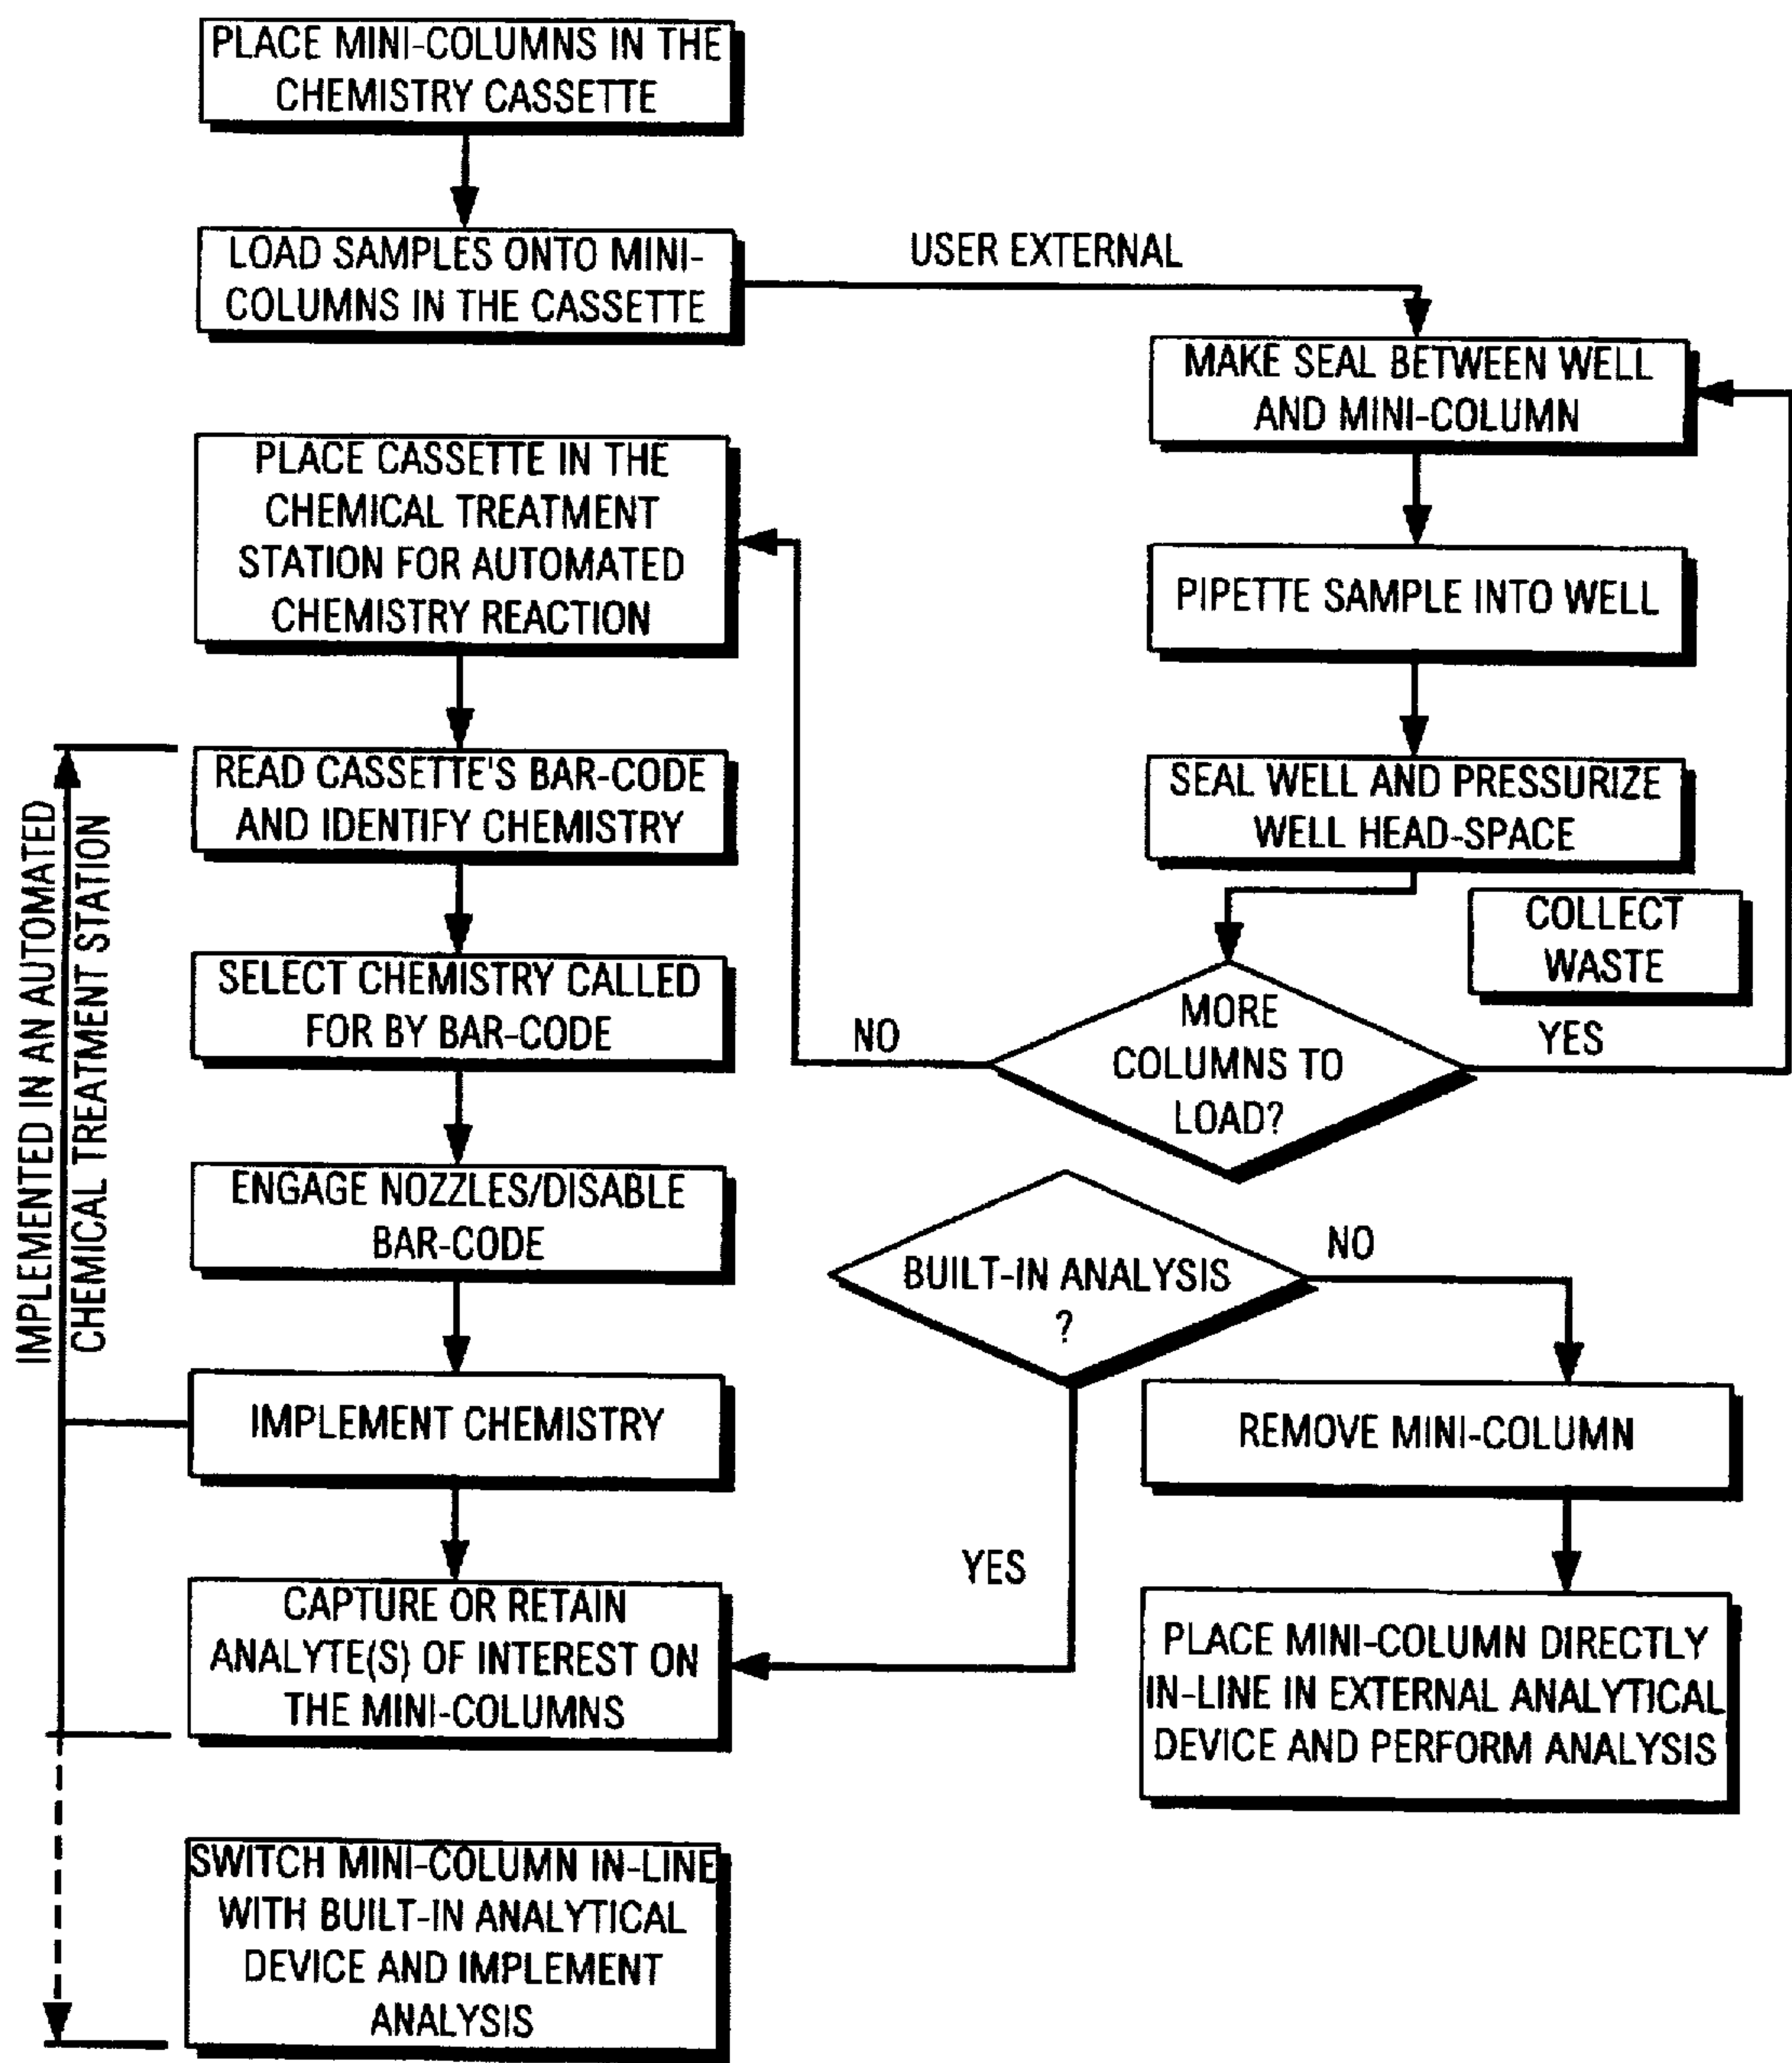 PLACE MINI-COLUMNS IN THE
CHEMISTRY CASSETTE
LOAD SAMPLES ONTO MINI-
COLUMNS IN THE CASSETTE
USER EXTERNAL
MAKE SEAL BETWEEN WELL
AND MINI-COLUMN
PIPETTE SAMPLE INTO WELL
SEAL WELL AND PRESSURIZE
WELL HEAD-SPACE
COLLECT
WASTE
MORE
COLUMNS TO
LOAD?
YES
NO
PLACE CASSETTE IN THE
CHEMICAL TREATMENT
STATION FOR AUTOMATED
CHEMISTRY REACTION
IMPLEMENTED IN AN AUTOMATED
CHEMICAL TREATMENT STATION
READ CASSETTE'S BAR-CODE
AND IDENTIFY CHEMISTRY
SELECT CHEMISTRY CALLED
FOR BY BAR-CODE
ENGAGE NOZZLES/DISABLE
BAR-CODE
IMPLEMENT CHEMISTRY
CAPTURE OR RETAIN
ANALYTE(S) OF INTEREST ON
THE MINI-COLUMNS
BUILT-IN ANALYSIS
?
NO
YES
REMOVE MINI-COLUMN
PLACE MINI-COLUMN DIRECTLY
IN-LINE IN EXTERNAL ANALYTICAL
DEVICE AND PERFORM ANALYSIS
SWITCH MINI-COLUMN IN-LINE
WITH BUILT-IN ANALYTICAL
DEVICE AND IMPLEMENT
ANALYSIS